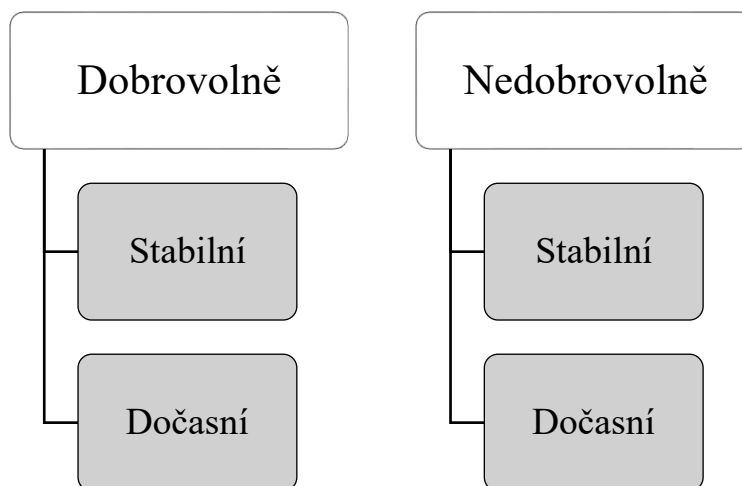 Dobrovolně
Stabilní
Dočasní
Nedobrovolně
Stabilní
Dočasní